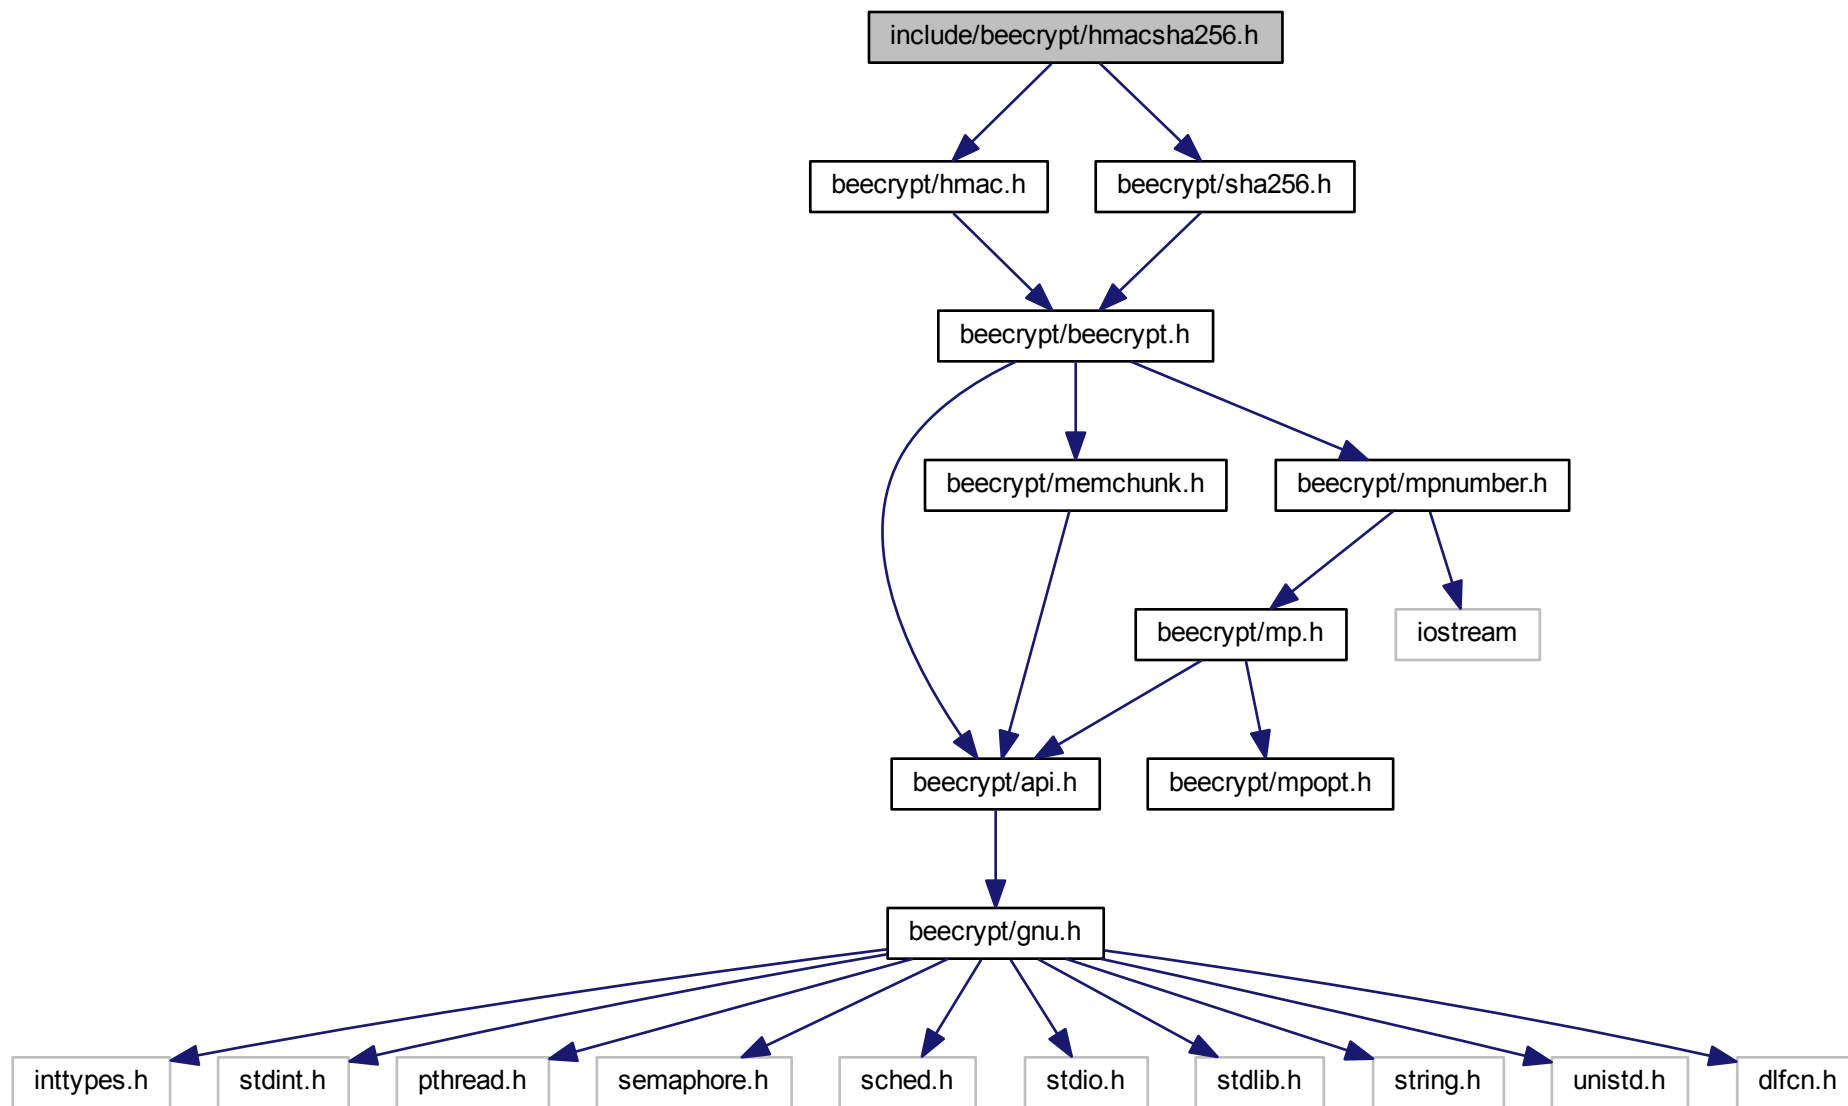 include/beecrypt/hmacsha256.h
beecrypt/hmac.h
beecrypt/sha256.h
beecrypt/beecrypt.h
beecrypt/memchunk.h
beecrypt/mpnumber.h
beecrypt/mp.h
iostream
beecrypt/api.h
beecrypt/mpopt.h
beecrypt/gnu.h
inttypes.h
stdint.h
pthread.h
semaphore.h
sched.h
stdio.h
stdlib.h
string.h
unistd.h
dlfcn.h